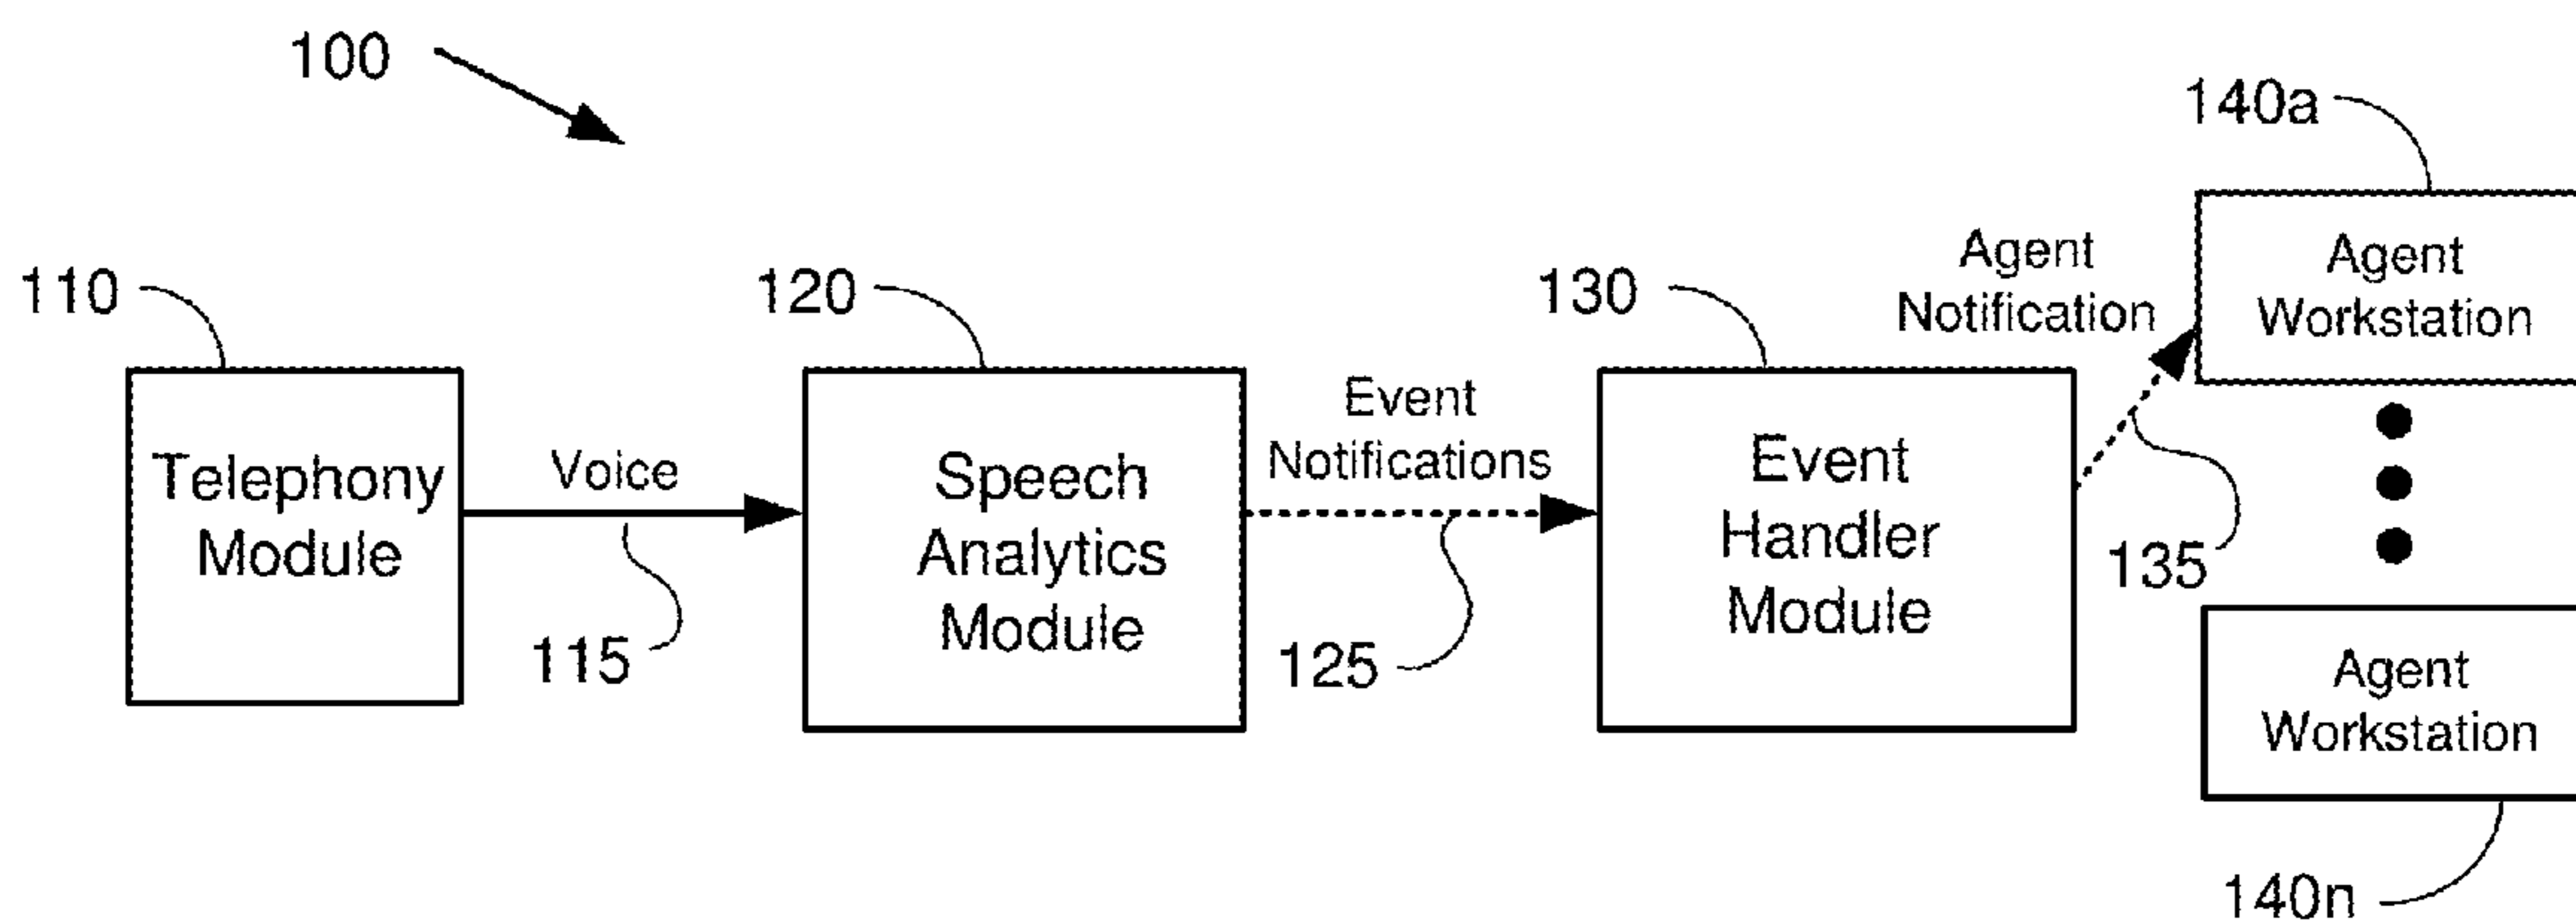 100
140a
Agent
Workstation
110
120
130
Agent
Notification
Telephony
Module
Voice
115
Speech
Analytics
Module
Event
Notifications
125
Event
Handler
Module
135
Agent
Workstation
140n